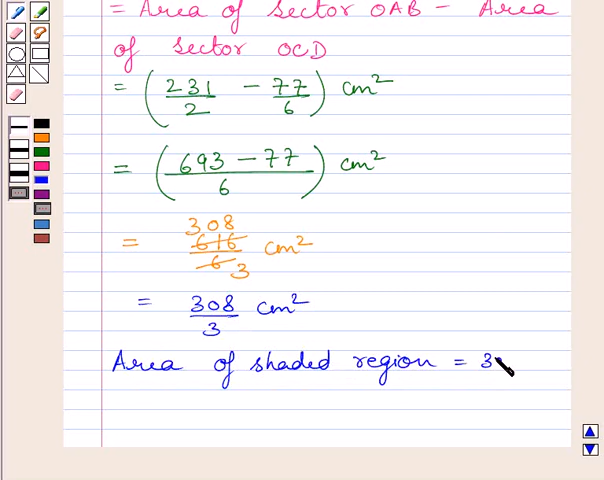 = Area of sector OAB - Area
of sector OCD
= (231/2 - 77/6) cm²
= (693 - 77/6) cm²
308
= 616/6 cm²
3
= 308/3 cm²
Area of shaded region = 3